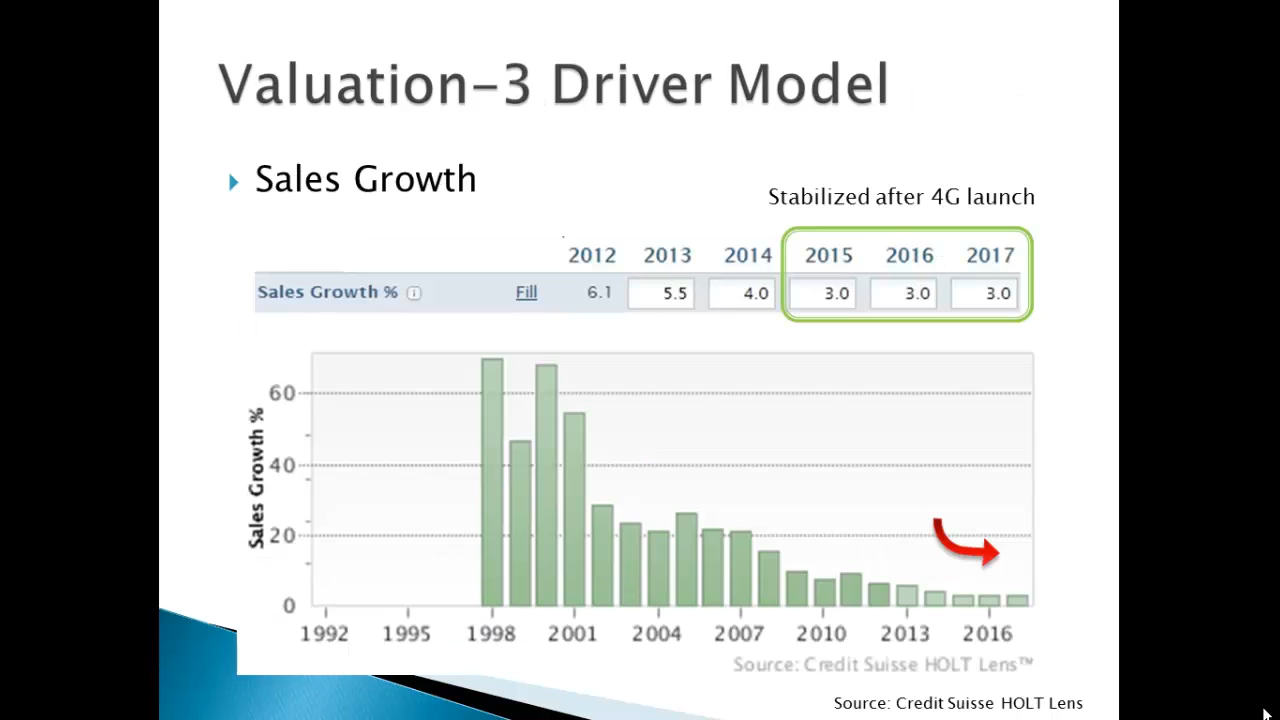 Valuation-3 Driver Model
Sales Growth
Stabilized after 4G launch
2012 2013 2014 2015 2016 2017
Sales Growth % i Fill 6.1 5.5 4.0 3.0 3.0 3.0
Sales Growth %
60
40
20
0
1992 1995 1998 2001 2004 2007 2010 2013 2016
Source: Credit Suisse HOLT Lens™
Source: Credit Suisse HOLT Lens